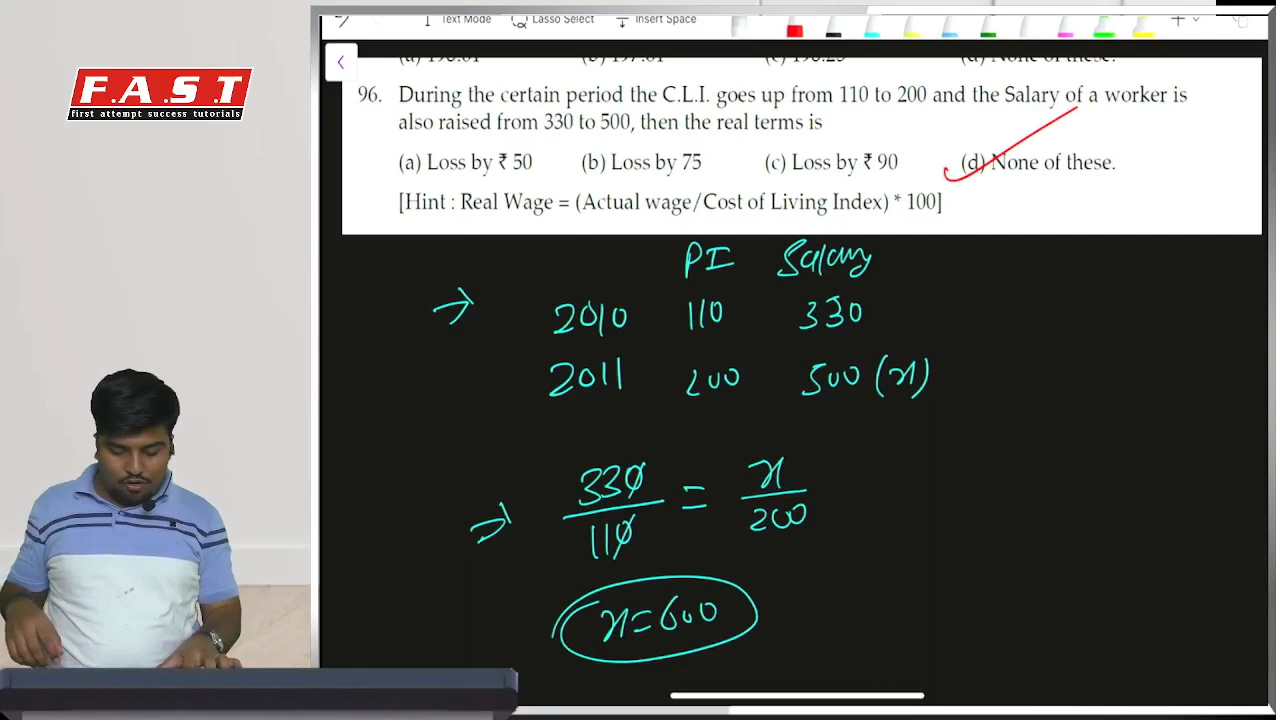 Text Mode Lasso Select Insert Space
F.A.S.T
first attempt success tutorials
(d) None of these.
96. During the certain period the C.L.I. goes up from 110 to 200 and the Salary of a worker is
also raised from 330 to 500, then the real terms is
(a) Loss by ₹ 50 (b) Loss by 75 (c) Loss by ₹ 90 (d) None of these.
[Hint : Real Wage = (Actual wage/Cost of Living Index) * 100]
PI Salary
→ 2010 110 330
2011 200 500 (x)
⇒ 330/110 = x/200
x=600